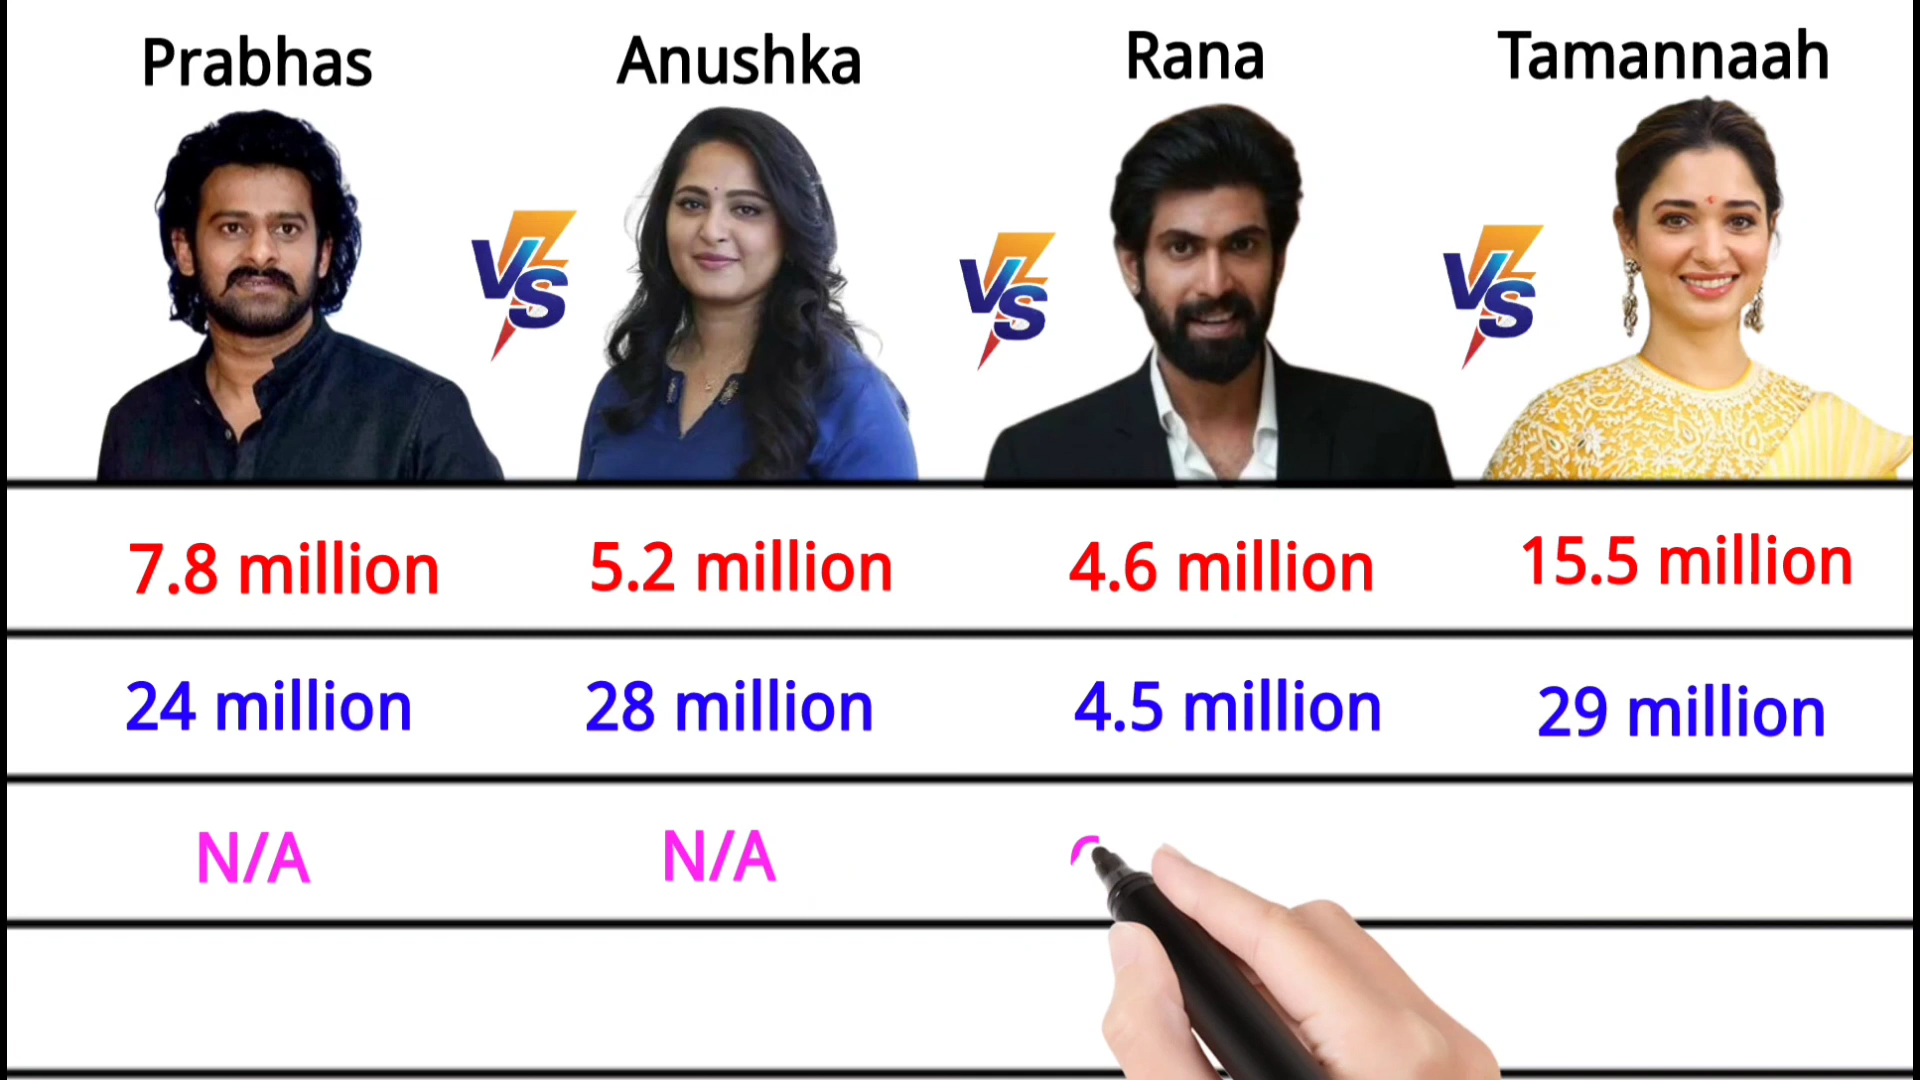 Prabhas Anushka Rana Tamannaah
VS VS VS
7.8 million 5.2 million 4.6 million 15.5 million
24 million 28 million 4.5 million 29 million
N/A N/A